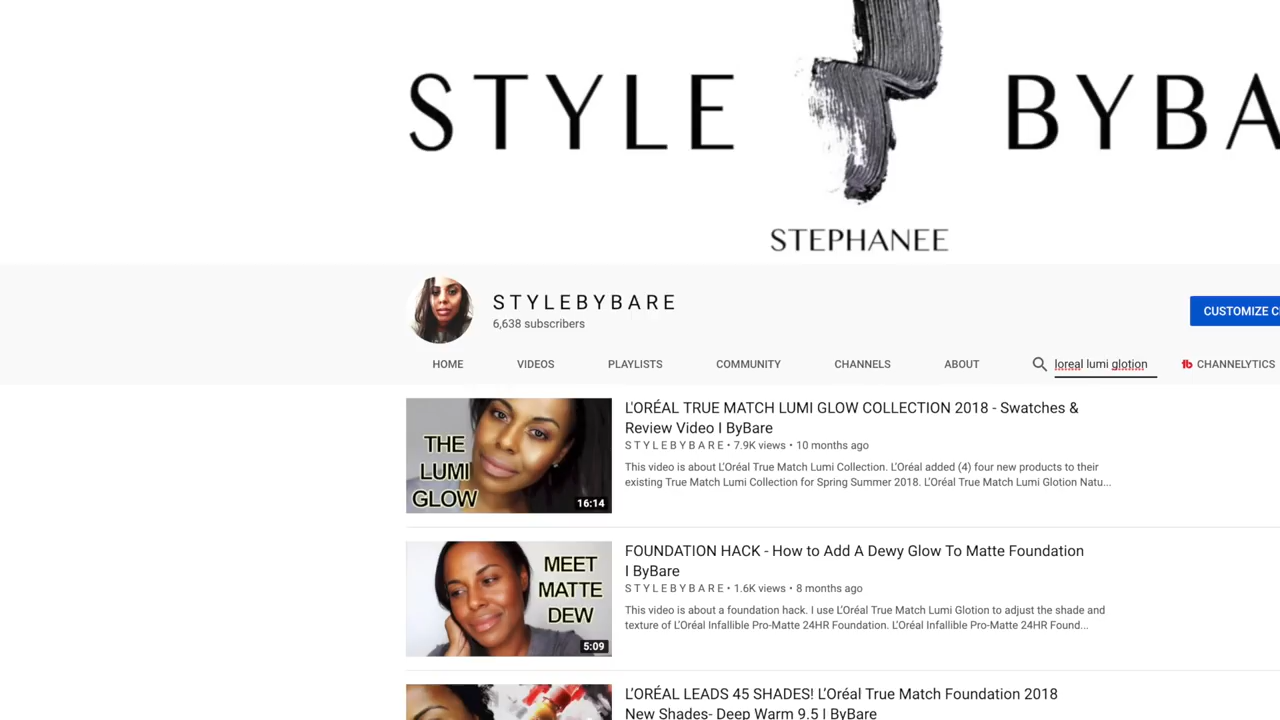 STYLE BYBA
STEPHANEE
S T Y L E B Y B A R E
6,638 subscribers
CUSTOMIZE C
HOME VIDEOS PLAYLISTS COMMUNITY CHANNELS ABOUT loreal lumi glotion CHANNELYTICS
THE
LUMI
GLOW
16:14
L'ORÉAL TRUE MATCH LUMI GLOW COLLECTION 2018 - Swatches &
Review Video I ByBare
S T Y L E B Y B A R E • 7.9K views • 10 months ago
This video is about L'Oréal True Match Lumi Collection. L'Oréal added (4) four new products to their
existing True Match Lumi Collection for Spring Summer 2018. L'Oréal True Match Lumi Glotion Natu...
MEET
MATTE
DEW
5:09
FOUNDATION HACK - How to Add A Dewy Glow To Matte Foundation
I ByBare
S T Y L E B Y B A R E • 1.6K views • 8 months ago
This video is about a foundation hack. I use L'Oréal True Match Lumi Glotion to adjust the shade and
texture of L'Oréal Infallible Pro-Matte 24HR Foundation. L'Oréal Infallible Pro-Matte 24HR Found...
L'ORÉAL LEADS 45 SHADES! L'Oréal True Match Foundation 2018
New Shades- Deep Warm 9.5 I ByBare